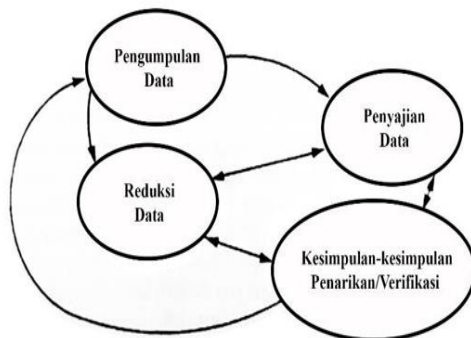 Pengumpulan
Data
Penyajian
Data
Reduksi
Data
Kesimpulan-kesimpulan
Penarikan/Verifikasi